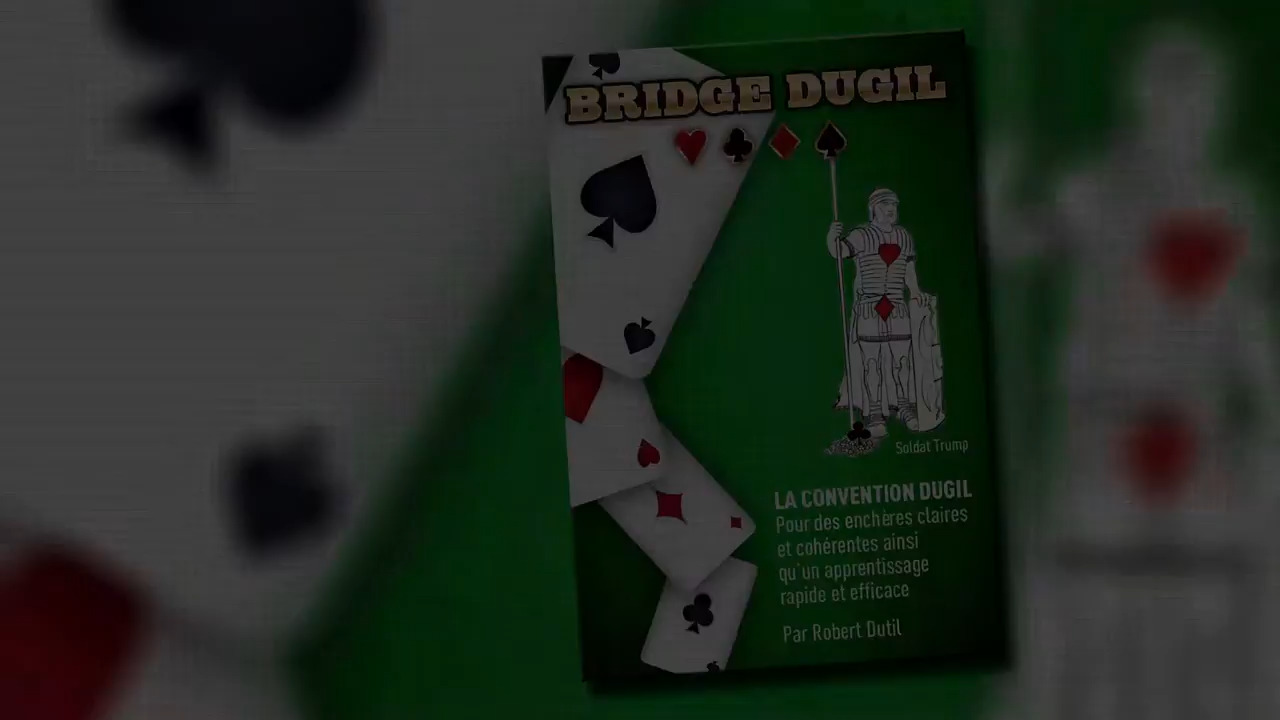 BRIDGE DUGIL
Soldat Trump
LA CONVENTION DUGIL
Pour des enchères claires
et cohérentes ainsi
qu'un apprentissage
rapide et efficace
Par Robert Dutil